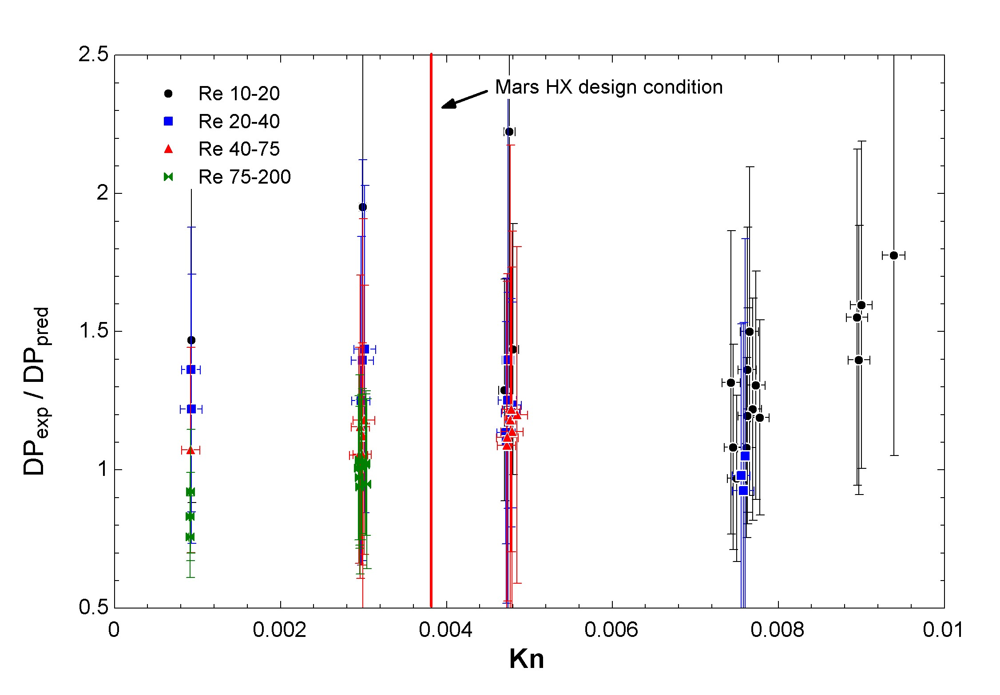 2.5
Mars HX design condition
Re 10-20
Re 20-40
Re 40-75
Re 75-200
2
1.5
1
0.5
DPexp / DPpred
0 0.002 0.004 0.006 0.008 0.01
Kn